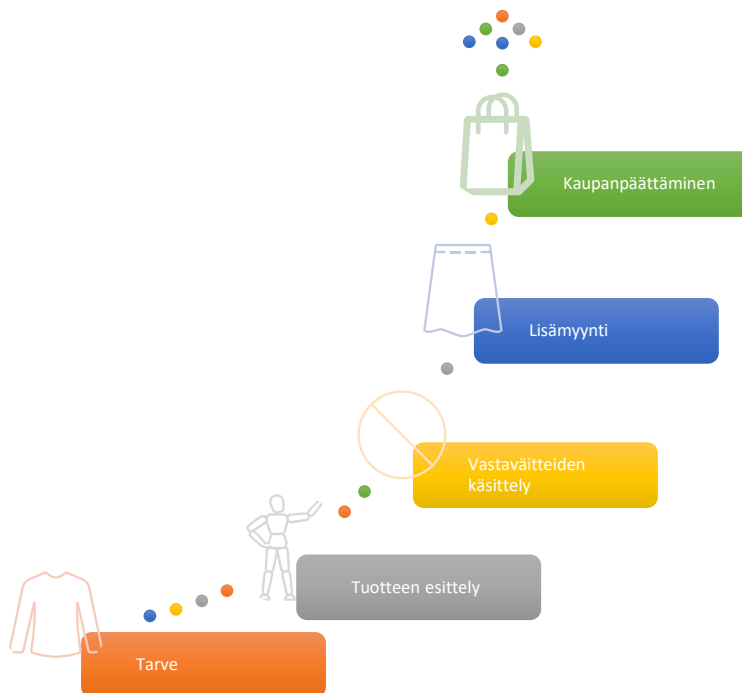 Kaupanpäättäminen
Lisämyynti
Vastaväitteiden
käsittely
Tuotteen esittely
Tarve